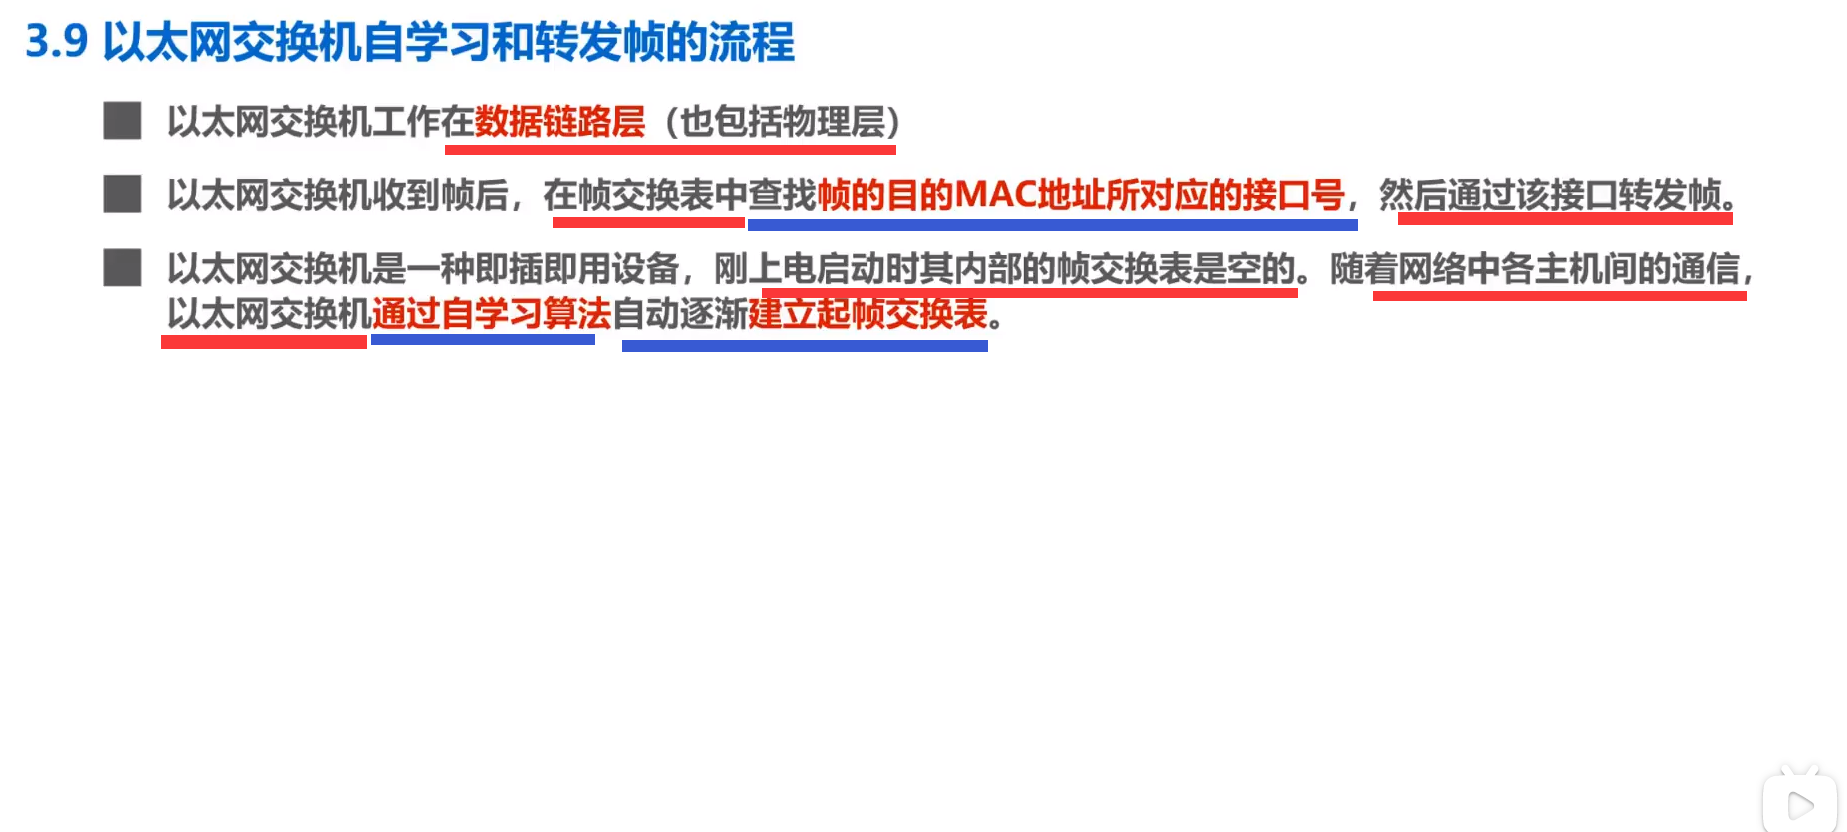 3.9 以太网交换机自学习和转发帧的流程
以太网交换机工作在数据链路层（也包括物理层）
以太网交换机收到帧后，在帧交换表中查找帧的目的MAC地址所对应的接口号，然后通过该接口转发帧。
以太网交换机是一种即插即用设备，刚上电启动时其内部的帧交换表是空的。随着网络中各主机间的通信，
以太网交换机通过自学习算法自动逐渐建立起帧交换表。